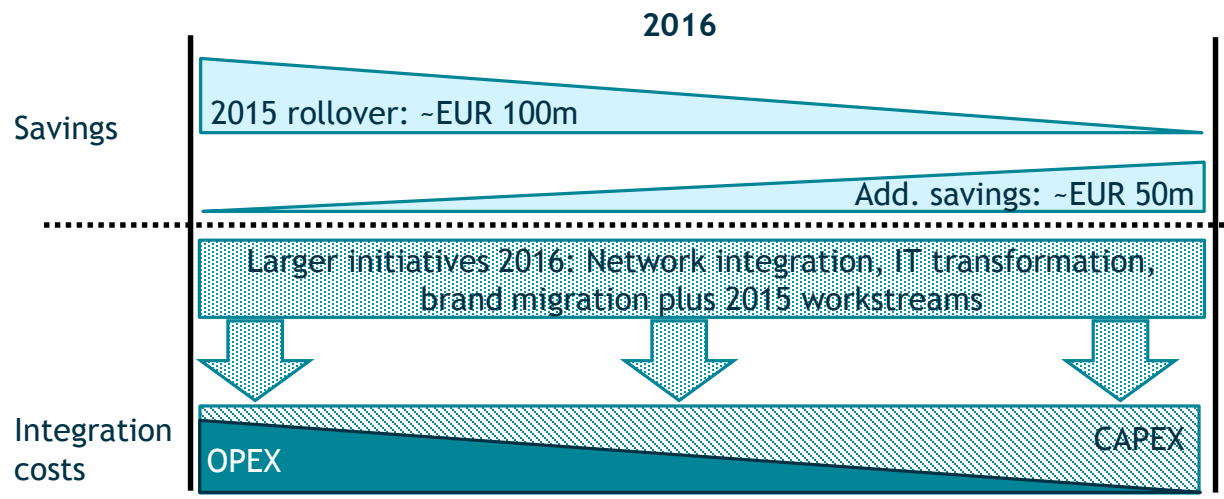 2016
Savings
2015 rollover: ~EUR 100m
Add. savings: ~EUR 50m
Larger initiatives 2016: Network integration, IT transformation,
brand migration plus 2015 workstreams
Integration
costs
OPEX
CAPEX